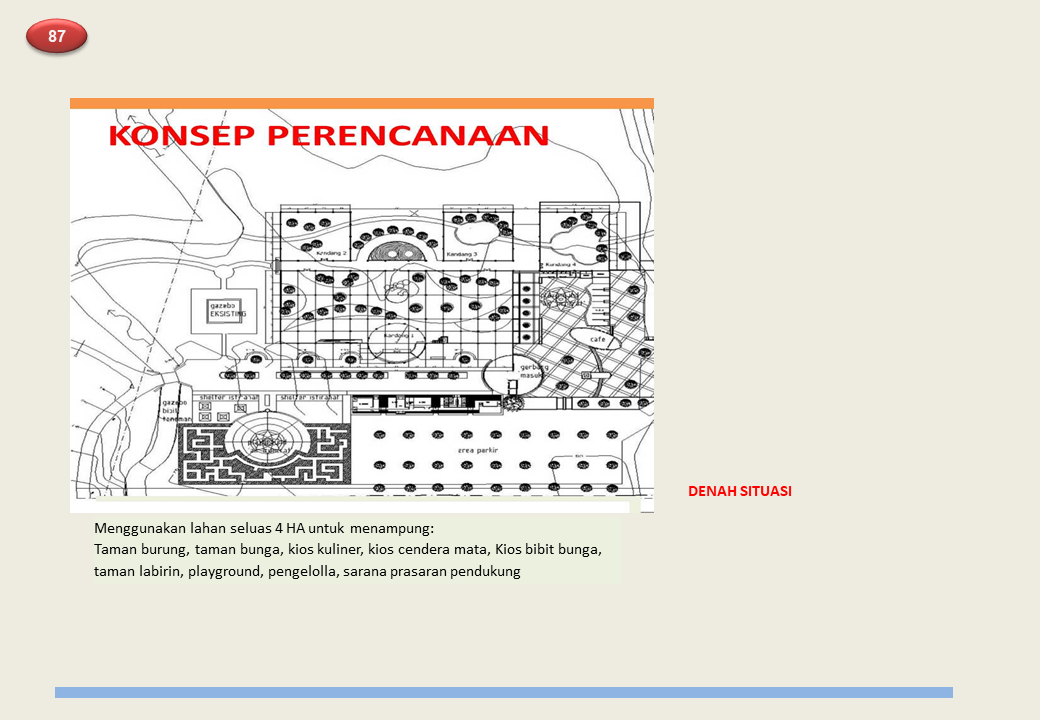 87
KONSEP PERENCANAAN
Kandang 2
Kandang 3
Kandang 4
gazebo
EKSISTING
Kandang 1
cafe
gerbang
masuk
shelter istirahat
shelter istirahat
gazebo
bibit
tanaman
area parkir
DENAH SITUASI
Menggunakan lahan seluas 4 HA untuk menampung:
Taman burung, taman bunga, kios kuliner, kios cendera mata, Kios bibit bunga,
taman labirin, playground, pengelolla, sarana prasaran pendukung